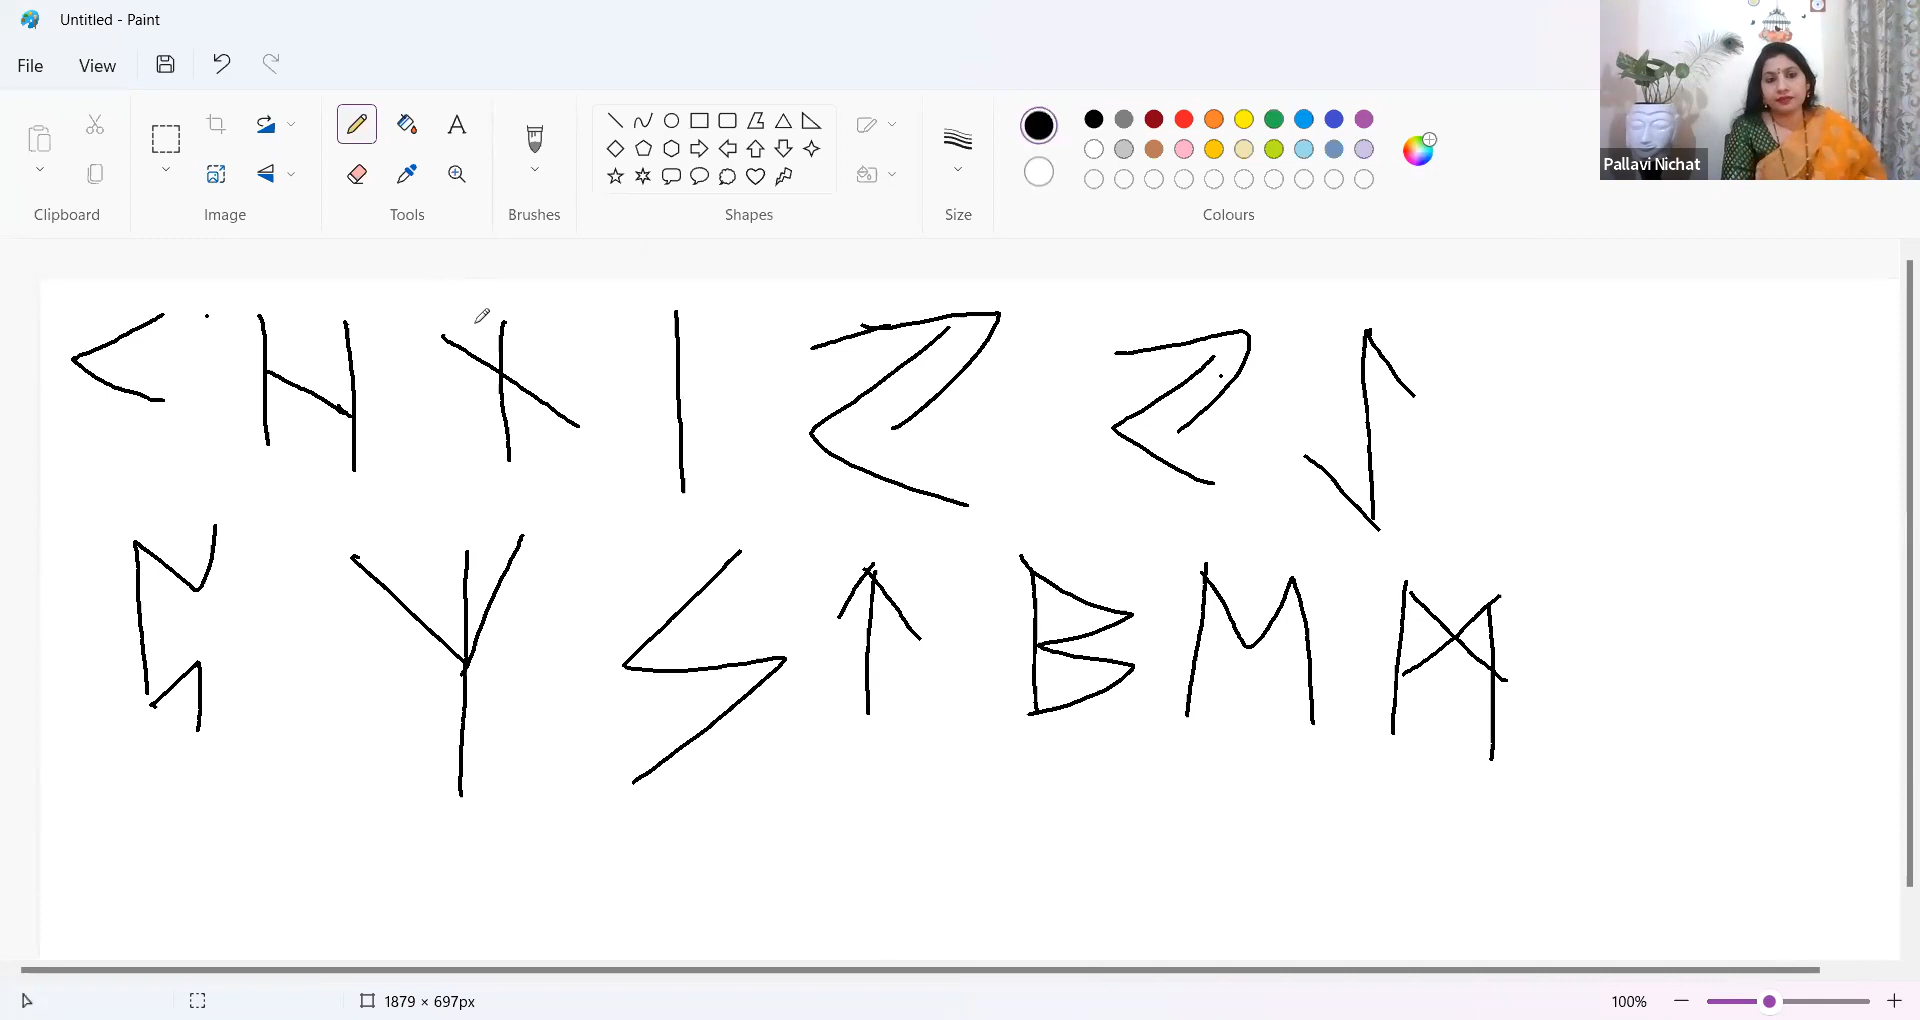 Untitled - Paint
File View
Pallavi Nichat
Clipboard Image Tools Brushes Shapes Size Colours
ᚲ ᚺ ᚾ ᛁ ᛇ
ᛈ ᛉ ᛊ ᛏ ᛒ ᛖ ᛗ
1879 × 697px 100%